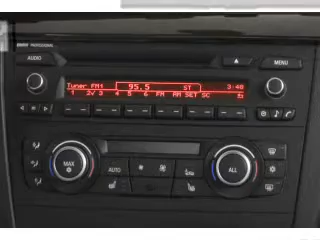 AUDIO
MENU
Tuner FM1 95.5 ST 3:48
1 2√ 3 4 5 6 FM AM SET SC
MAX
AUTO
ALL